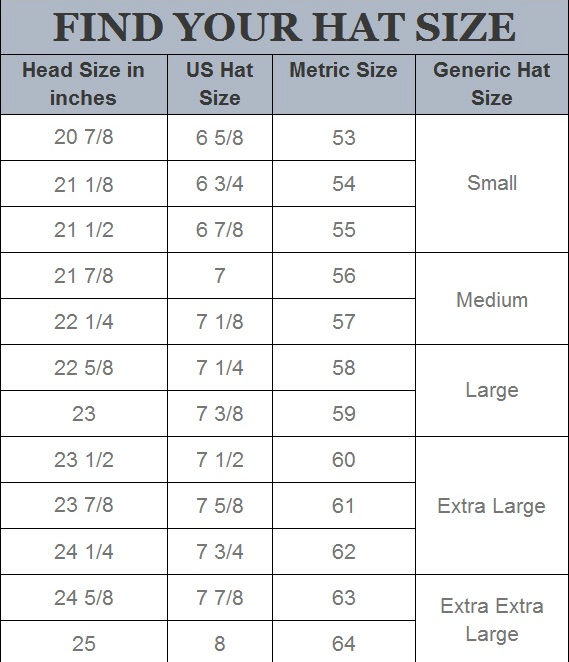 FIND YOUR HAT SIZE
Head Size in inches US Hat Size Metric Size Generic Hat Size
20 7/8 6 5/8 53
21 1/8 6 3/4 54 Small
21 1/2 6 7/8 55
21 7/8 7 56
Medium
22 1/4 7 1/8 57
22 5/8 7 1/4 58
Large
23 7 3/8 59
23 1/2 7 1/2 60
23 7/8 7 5/8 61 Extra Large
24 1/4 7 3/4 62
24 5/8 7 7/8 63
Extra Extra Large
25 8 64